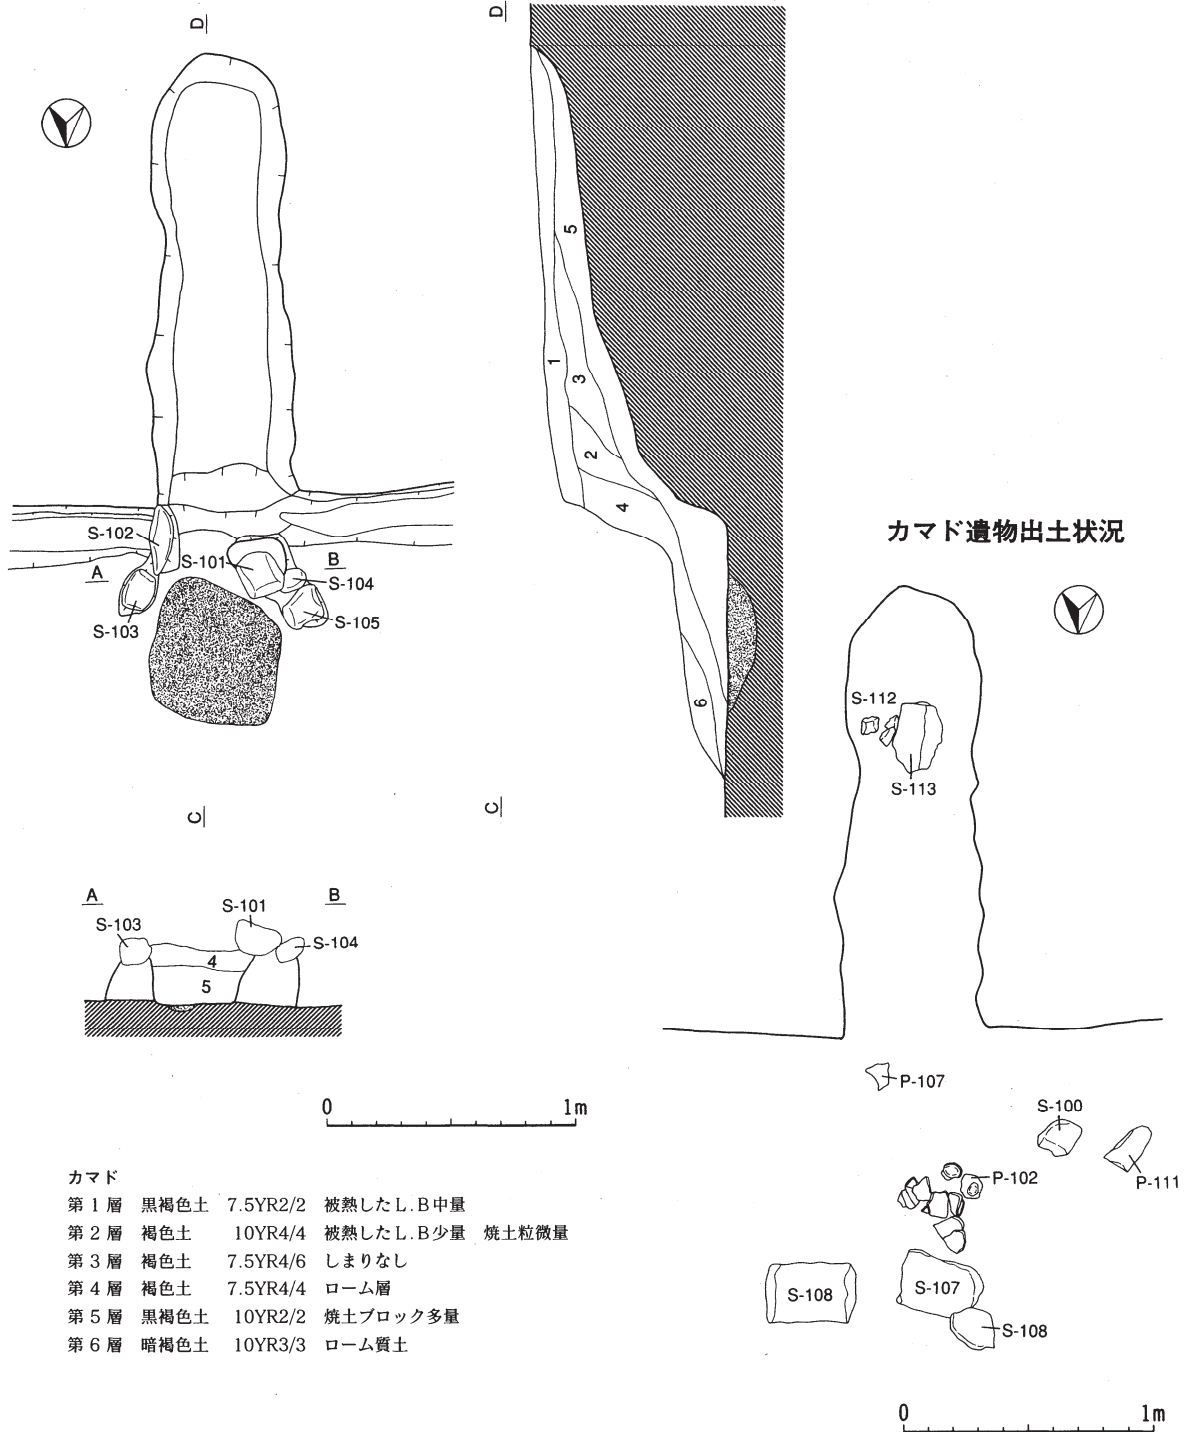 D
D
5
1
3
2
4
6
S-102
S-101
B
A
S-104
S-103
S-105
C
C
カマド遺物出土状況
S-112
S-113
A
B
S-101
S-103
S-104
4
5
0 1m
P-107
S-100
P-111
P-102
S-108
S-107
S-108
0 1m
カマド
第1層 黒褐色土 7.5YR2/2 被熱したL.B中量
第2層 褐色土 10YR4/4 被熱したL.B少量 焼土粒微量
第3層 褐色土 7.5YR4/6 しまりなし
第4層 褐色土 7.5YR4/4 ローム層
第5層 黒褐色土 10YR2/2 焼土ブロック多量
第6層 暗褐色土 10YR3/3 ローム質土